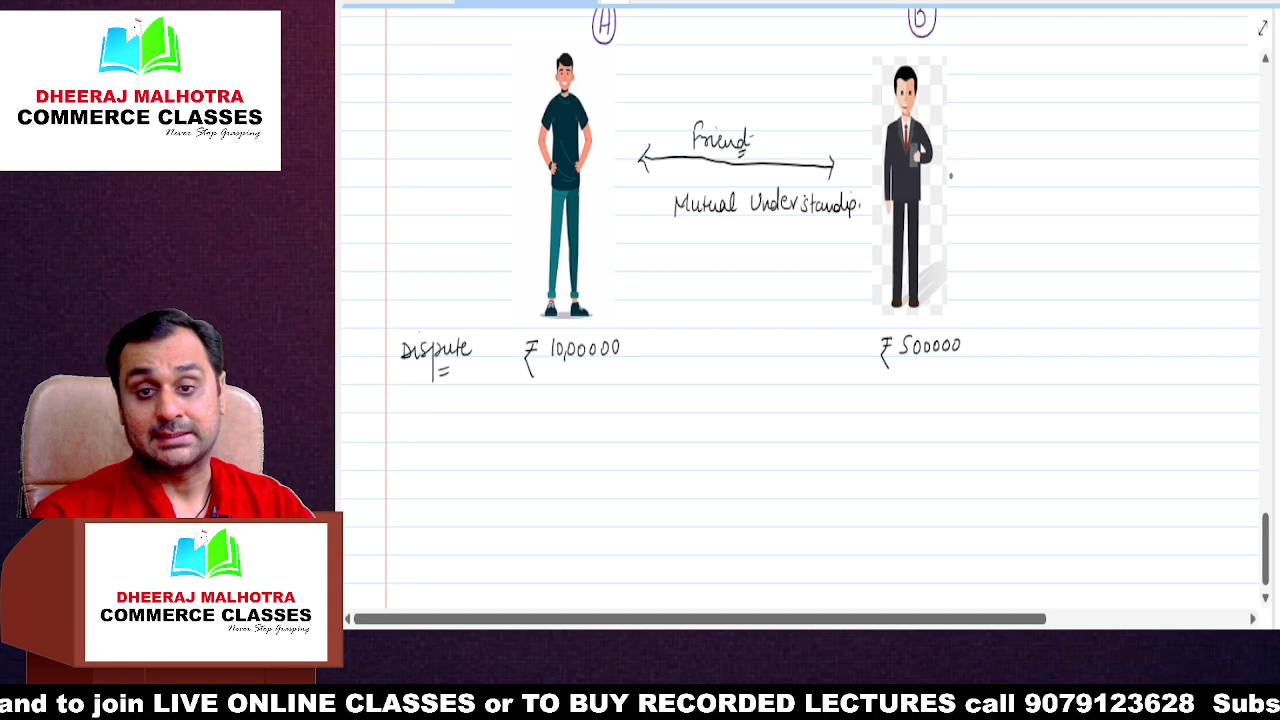 DHEERAJ MALHOTRA
COMMERCE CLASSES
Never Stop Grasping
A
B
Friend
Mutual Understandip.
Dispute
₹ 10,00000
₹ 500000
DHEERAJ MALHOTRA
COMMERCE CLASSES
Never Stop Grasping
and to join LIVE ONLINE CLASSES or TO BUY RECORDED LECTURES call 9079123628 Subs